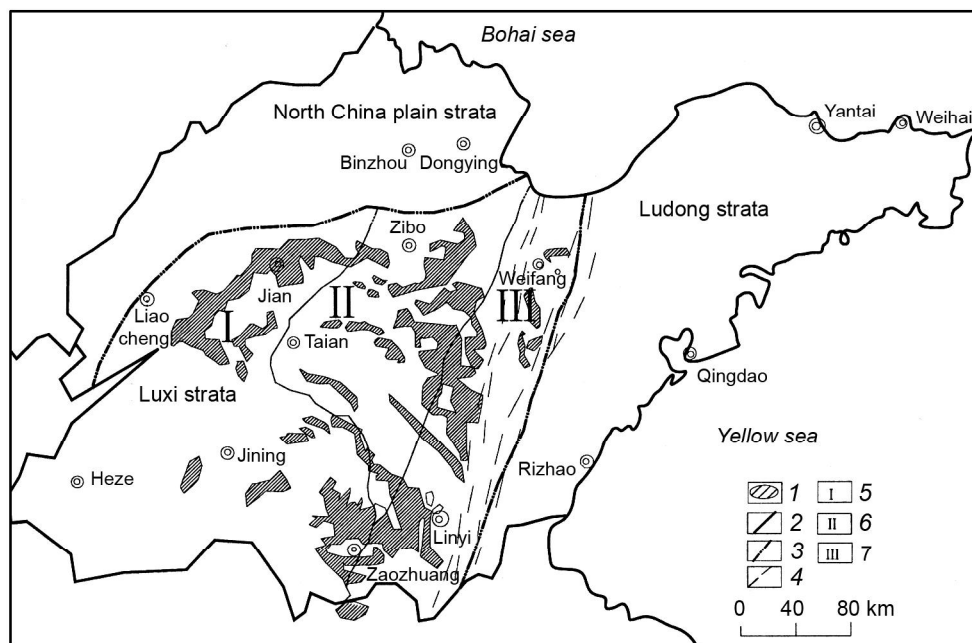 Bohai sea
North China plain strata
Yantai
Weihai
Binzhou
Dongying
Ludong strata
Zibo
Weifang
Jian
I
II
III
Liao
cheng
Taian
Qingdao
Luxi strata
Yellow sea
Jining
Heze
Rizhao
Linyi
Zaozhuang
1 I 5
2 II 6
3 III 7
4
0 40 80 km